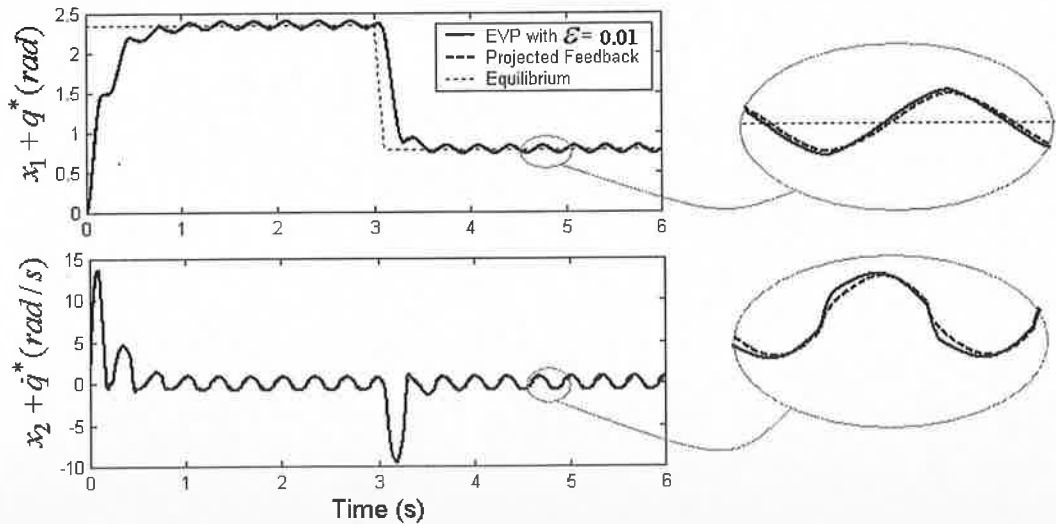 x₁ + q* (rad)
2.5
2
1.5
1
0.5
0
0 1 2 3 4 5 6
EVP with ℰ = 0.01
Projected Feedback
Equilibrium
x₂ + q̇* (rad/s)
15
10
5
0
-5
-10
0 1 2 3 4 5 6
Time (s)